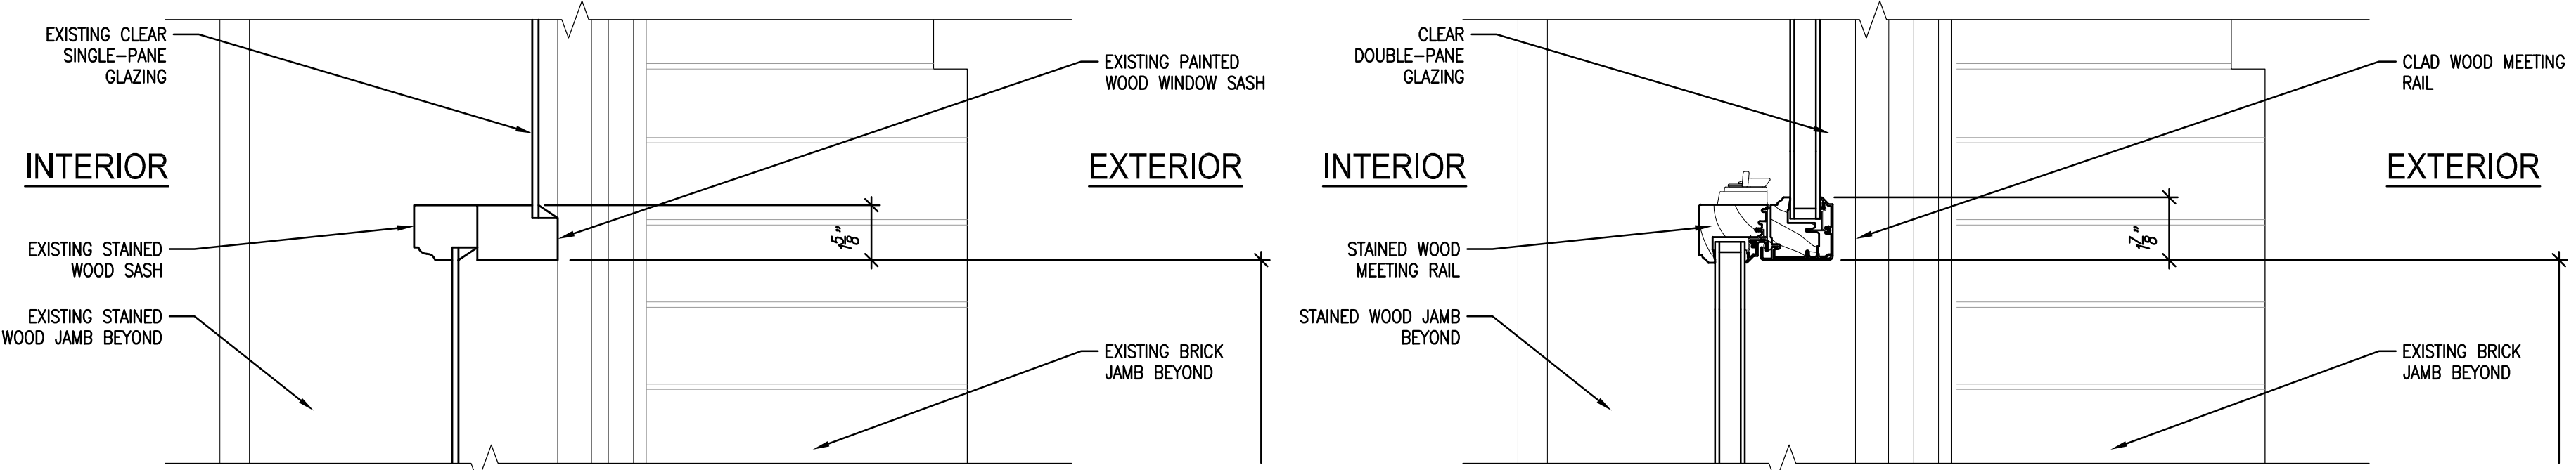 EXISTING CLEAR
SINGLE-PANE
GLAZING
EXISTING PAINTED
WOOD WINDOW SASH
INTERIOR
EXTERIOR
EXISTING STAINED
WOOD SASH
1 5/8"
EXISTING STAINED
WOOD JAMB BEYOND
EXISTING BRICK
JAMB BEYOND
CLEAR
DOUBLE-PANE
GLAZING
CLAD WOOD MEETING
RAIL
INTERIOR
EXTERIOR
STAINED WOOD
MEETING RAIL
1 7/8"
STAINED WOOD JAMB
BEYOND
EXISTING BRICK
JAMB BEYOND